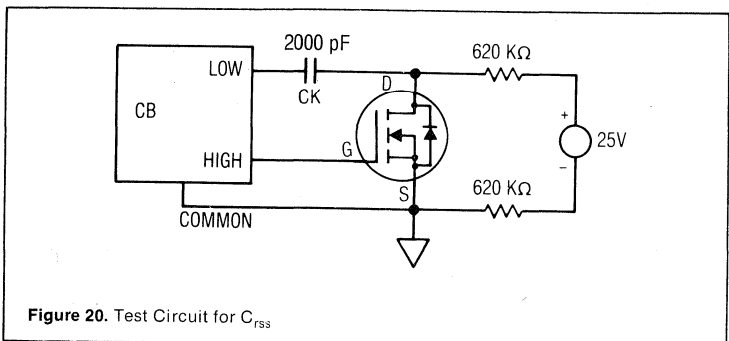 2000 pF
620 KΩ
LOW
D
CK
CB
+
25V
HIGH
G
−
S
620 KΩ
COMMON
Figure 20. Test Circuit for Crss